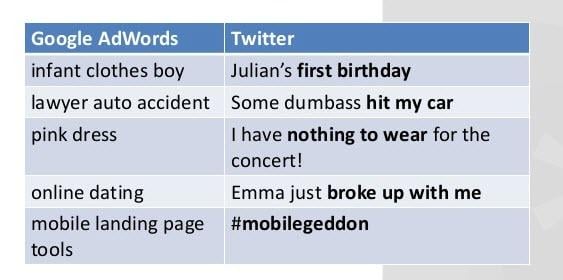 Google AdWords Twitter
infant clothes boy Julian’s first birthday
lawyer auto accident Some dumbass hit my car
pink dress I have nothing to wear for the
concert!
online dating Emma just broke up with me
mobile landing page #mobilegeddon
tools